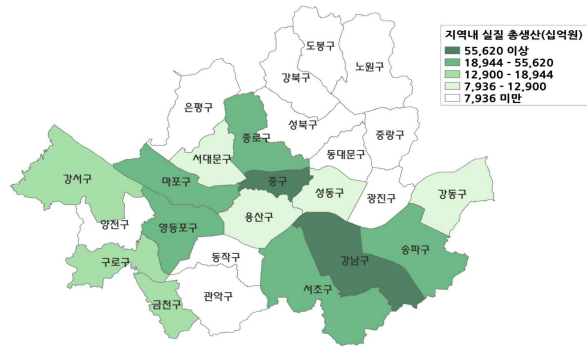 지역내 실질 총생산(십억원)
55,620 이상
18,944 - 55,620
12,900 - 18,944
7,936 - 12,900
7,936 미만
도봉구
노원구
강북구
은평구
성북구
중랑구
종로구
동대문구
서대문구
마포구
중구
성동구
광진구
강동구
강서구
양천구
영등포구
용산구
송파구
강남구
동작구
구로구
서초구
금천구
관악구